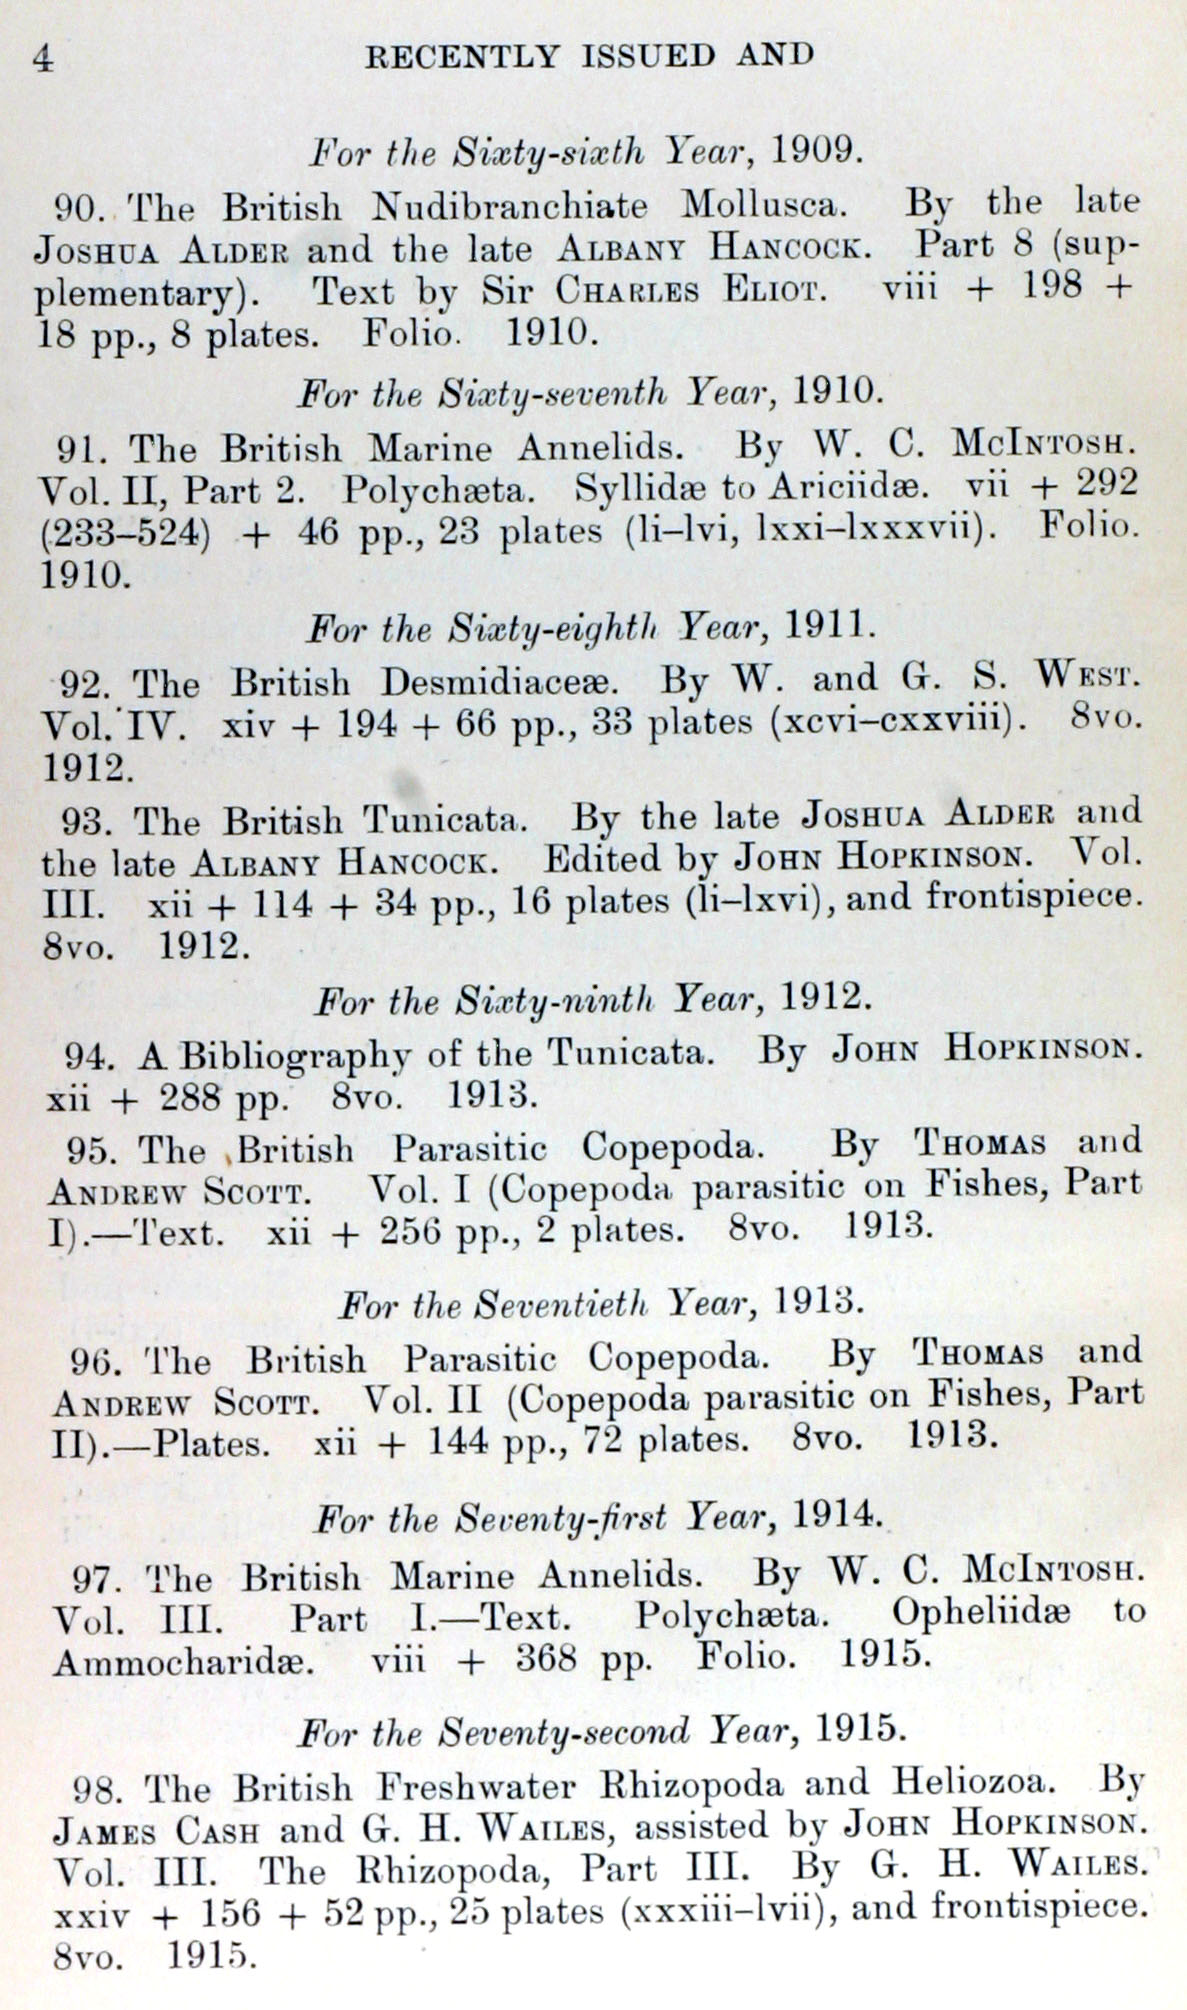 4 RECENTLY ISSUED AND
For the Sixty-sixth Year, 1909.
90. The British Nudibranchiate Mollusca. By the late
JOSHUA ALDER and the late ALBANY HANCOCK. Part 8 (sup-
plementary). Text by Sir CHARLES ELIOT. viii + 198 +
18 pp., 8 plates. Folio. 1910.
For the Sixty-seventh Year, 1910.
91. The British Marine Annelids. By W. C. MCINTOSH.
Vol. II, Part 2. Polychæta. Syllidæ to Ariciidæ. vii + 292
(233–524) + 46 pp., 23 plates (li–lvi, lxxi–lxxxvii). Folio.
1910.
For the Sixty-eighth Year, 1911.
92. The British Desmidiaceæ. By W. and G. S. WEST.
Vol. IV. xiv + 194 + 66 pp., 33 plates (xcvi–cxxviii). 8vo.
1912.
93. The British Tunicata. By the late JOSHUA ALDER and
the late ALBANY HANCOCK. Edited by JOHN HOPKINSON. Vol.
III. xii + 114 + 34 pp., 16 plates (li–lxvi), and frontispiece.
8vo. 1912.
For the Sixty-ninth Year, 1912.
94. A Bibliography of the Tunicata. By JOHN HOPKINSON.
xii + 288 pp. 8vo. 1913.
95. The British Parasitic Copepoda. By THOMAS and
ANDREW SCOTT. Vol. I (Copepoda parasitic on Fishes, Part
I).—Text. xii + 256 pp., 2 plates. 8vo. 1913.
For the Seventieth Year, 1913.
96. The British Parasitic Copepoda. By THOMAS and
ANDREW SCOTT. Vol. II (Copepoda parasitic on Fishes, Part
II).—Plates. xii + 144 pp., 72 plates. 8vo. 1913.
For the Seventy-first Year, 1914.
97. The British Marine Annelids. By W. C. MCINTOSH.
Vol. III. Part I.—Text. Polychæta. Opheliidæ to
Ammocharidæ. viii + 368 pp. Folio. 1915.
For the Seventy-second Year, 1915.
98. The British Freshwater Rhizopoda and Heliozoa. By
JAMES CASH and G. H. WAILES, assisted by JOHN HOPKINSON.
Vol. III. The Rhizopoda, Part III. By G. H. WAILES.
xxiv + 156 + 52 pp., 25 plates (xxxiii–lvii), and frontispiece.
8vo. 1915.